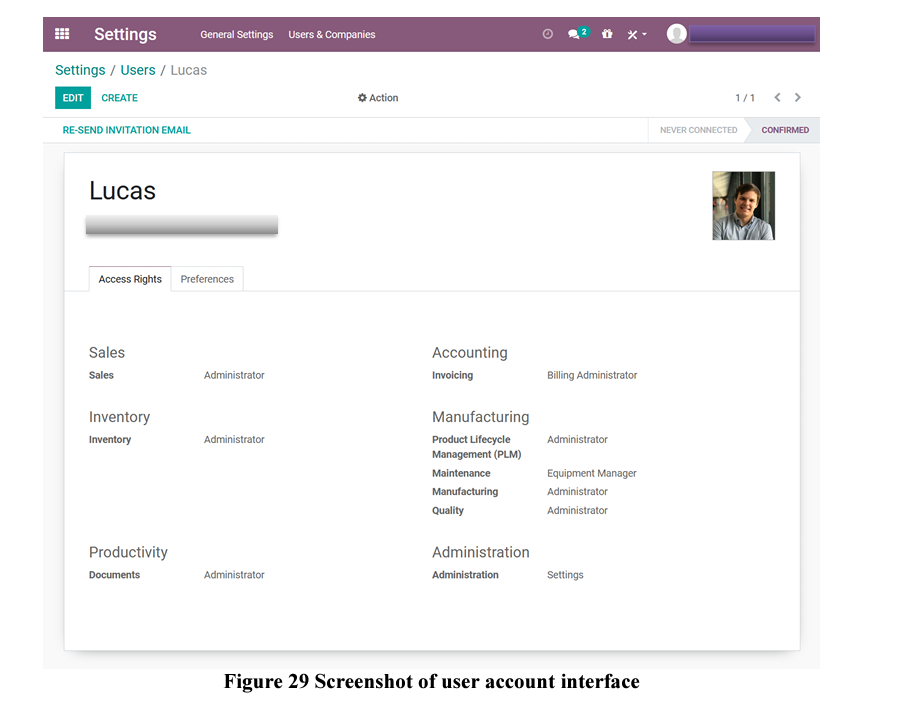 Settings General Settings Users & Companies 2
Settings / Users / Lucas
EDIT CREATE Action 1 / 1
RE-SEND INVITATION EMAIL NEVER CONNECTED CONFIRMED
Lucas
Access Rights Preferences
Sales Accounting
Sales Administrator Invoicing Billing Administrator
Inventory Manufacturing
Inventory Administrator Product Lifecycle Administrator
Management (PLM)
Maintenance Equipment Manager
Manufacturing Administrator
Quality Administrator
Productivity Administration
Documents Administrator Administration Settings
Figure 29 Screenshot of user account interface